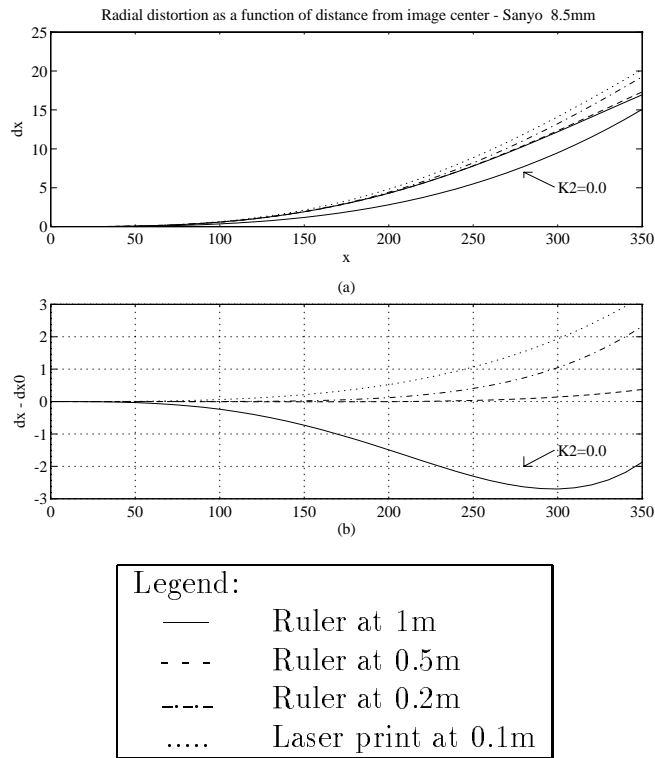 Radial distortion as a function of distance from image center - Sanyo 8.5mm
25
20
15
10
5
0
dx
K2=0.0
0 50 100 150 200 250 300 350
x
(a)
3
2
1
0
-1
-2
-3
dx - dx0
K2=0.0
0 50 100 150 200 250 300 350
(b)
Legend:
Ruler at 1m
Ruler at 0.5m
Ruler at 0.2m
Laser print at 0.1m